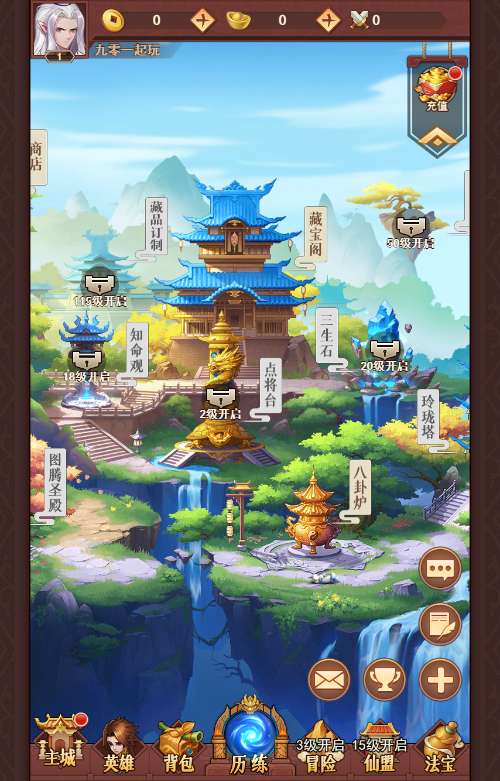 0
0
0
1
九零一起玩
充值
商店
藏品订制
藏宝阁
50级开启
115级开启
知命观
三生石
18级开启
20级开启
点将台
2级开启
玲珑塔
图腾圣殿
八卦炉
3级开启
15级开启
主城
英雄
背包
历练
冒险
仙盟
法宝